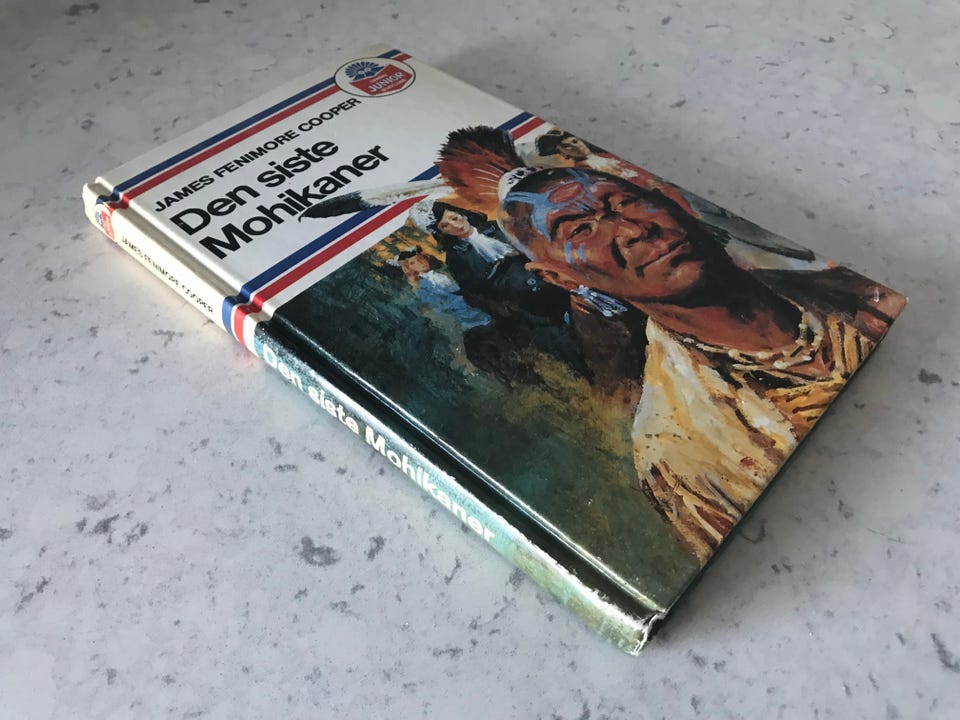 JUNIOR
JAMES FENIMORE COOPER
Den siste
Mohikaner
JAMES FENIMORE COOPER
Den siste Mohikaner